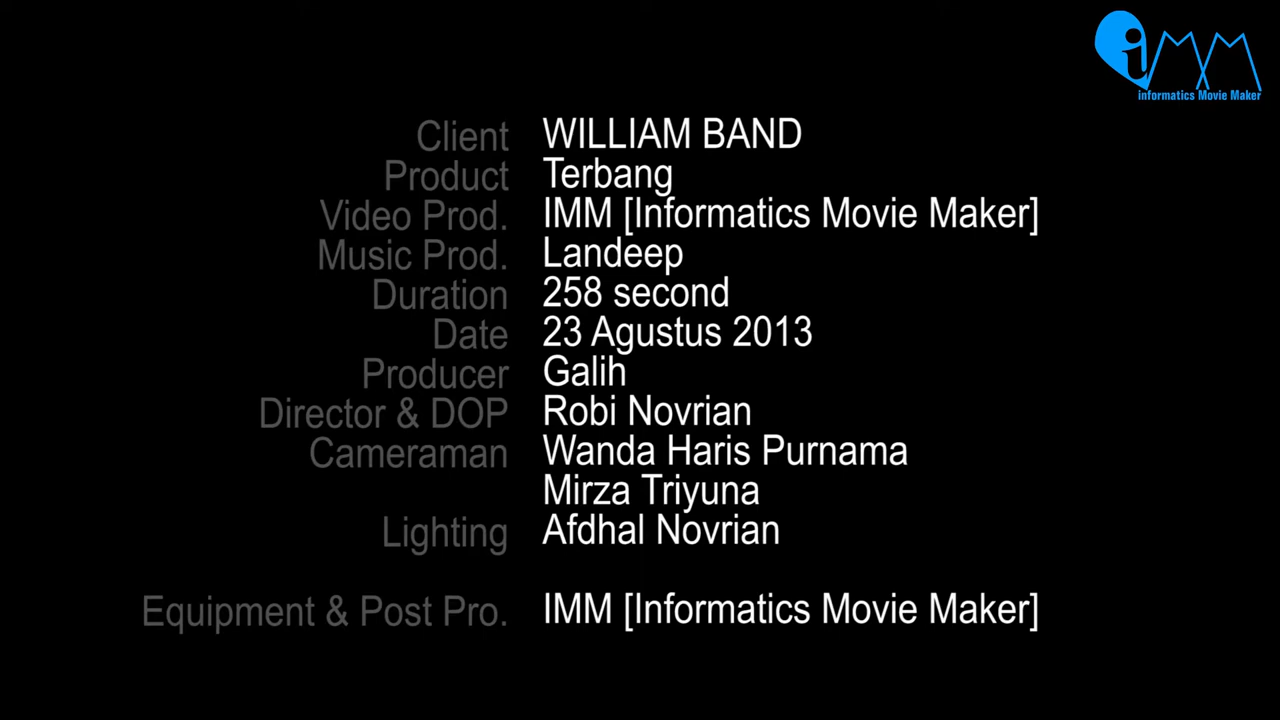 iMM
informatics Movie Maker
Client WILLIAM BAND
Product Terbang
Video Prod. IMM [Informatics Movie Maker]
Music Prod. Landeep
Duration 258 second
Date 23 Agustus 2013
Producer Galih
Director & DOP Robi Novrian
Cameraman Wanda Haris Purnama
Mirza Triyuna
Lighting Afdhal Novrian
Equipment & Post Pro. IMM [Informatics Movie Maker]